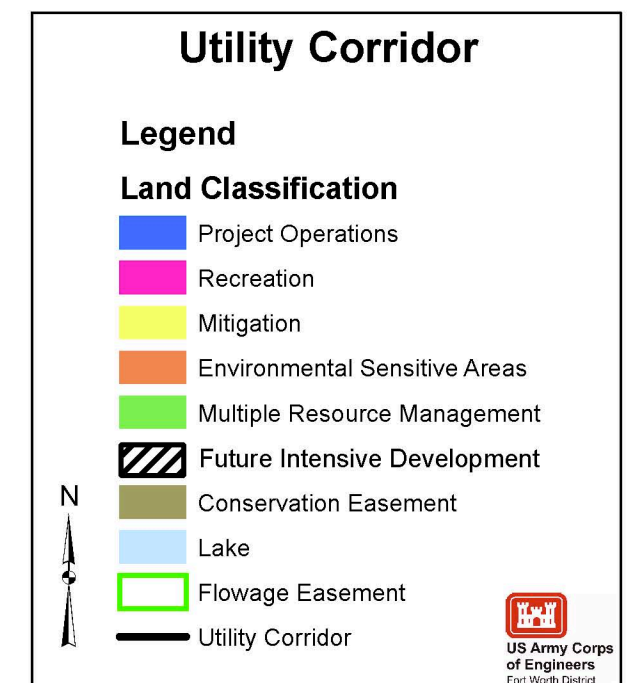 Utility Corridor
Legend
Land Classification
Project Operations
Recreation
Mitigation
Environmental Sensitive Areas
Multiple Resource Management
Future Intensive Development
Conservation Easement
Lake
Flowage Easement
Utility Corridor
N
US Army Corps
of Engineers
Fort Worth District